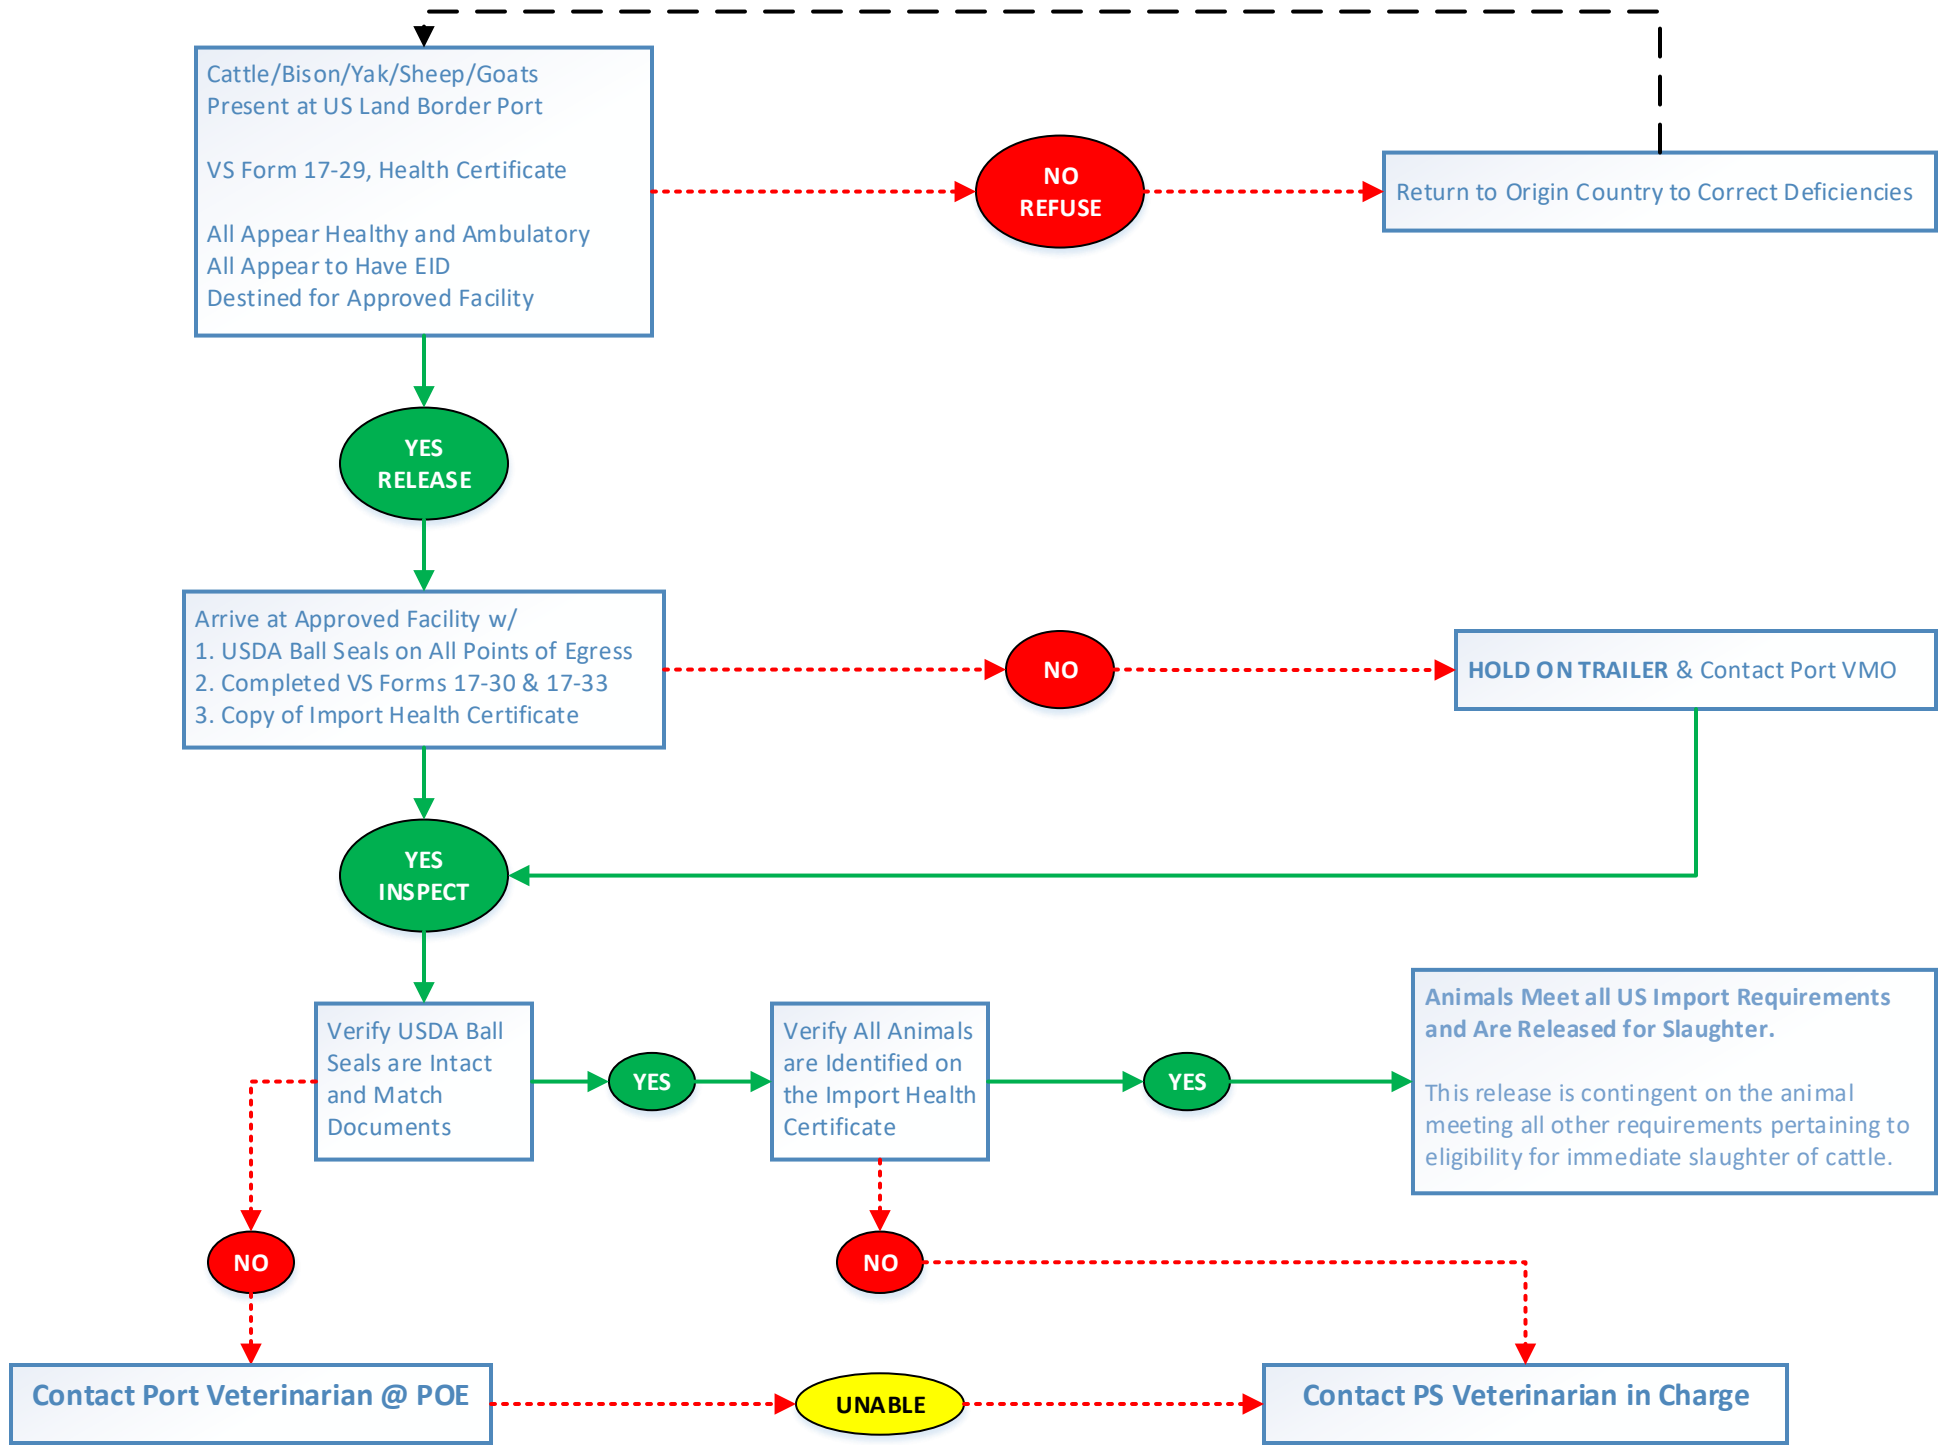 Cattle/Bison/Yak/Sheep/Goats
Present at US Land Border Port
VS Form 17-29, Health Certificate
All Appear Healthy and Ambulatory
All Appear to Have EID
Destined for Approved Facility
NO
REFUSE
Return to Origin Country to Correct Deficiencies
YES
RELEASE
Arrive at Approved Facility w/
1. USDA Ball Seals on All Points of Egress
2. Completed VS Forms 17-30 & 17-33
3. Copy of Import Health Certificate
NO
HOLD ON TRAILER & Contact Port VMO
YES
INSPECT
Verify USDA Ball
Seals are Intact
and Match
Documents
YES
Verify All Animals
are Identified on
the Import Health
Certificate
YES
Animals Meet all US Import Requirements
and Are Released for Slaughter.
This release is contingent on the animal
meeting all other requirements pertaining to
eligibility for immediate slaughter of cattle.
NO
NO
Contact Port Veterinarian @ POE
UNABLE
Contact PS Veterinarian in Charge